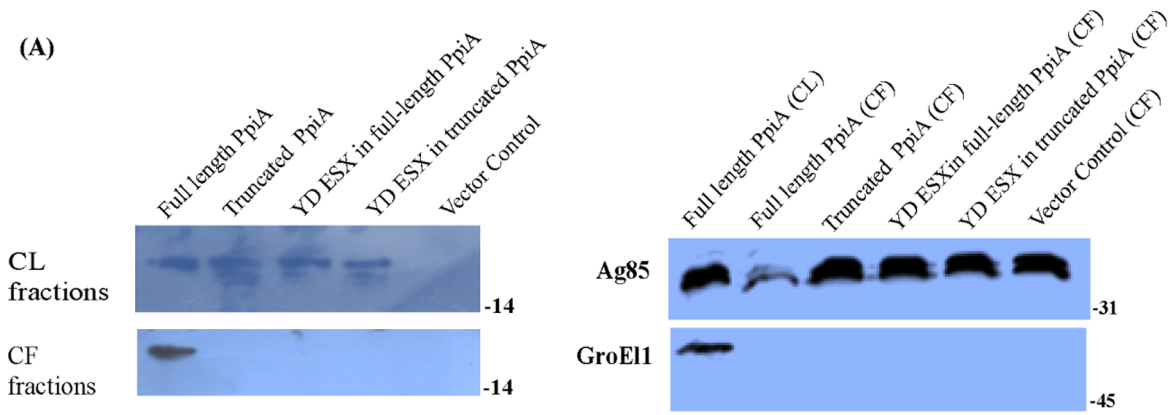 (A)
Full length PpiA
Truncated PpiA
YD ESX in full-length PpiA
YD ESX in truncated PpiA
Vector Control
CL
fractions
-14
CF
fractions
-14
Full length PpiA (CL)
Full length PpiA (CF)
Truncated PpiA (CF)
YD ESXin full-length PpiA (CF)
YD ESX in truncated PpiA (CF)
Vector Control (CF)
Ag85
-31
GroEl1
-45